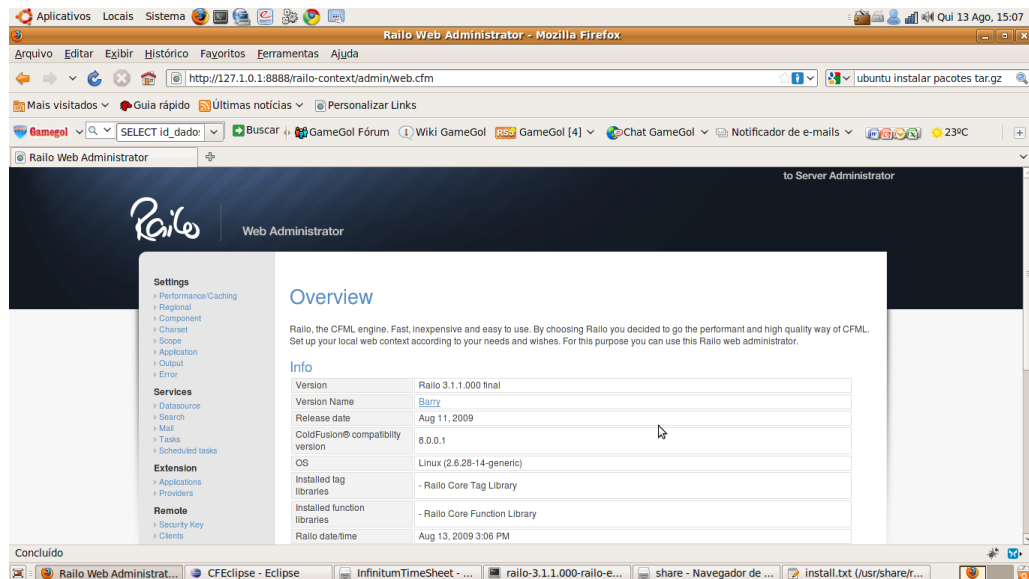 Aplicativos Locais Sistema Qui 13 Ago, 15:07
Railo Web Administrator - Mozilla Firefox
Arquivo Editar Exibir Histórico Favoritos Ferramentas Ajuda
http://127.1.0.1:8888/railo-context/admin/web.cfm ubuntu instalar pacotes tar.gz
Mais visitados Guia rápido Últimas notícias Personalizar Links
Gamegol SELECT id_dado: Buscar GameGol Fórum Wiki GameGol RSS GameGol [4] Chat GameGol Notificador de e-mails 23ºC
Railo Web Administrator
to Server Administrator
Railo Web Administrator
Settings
Performance/Caching
Regional
Component
Charset
Scope
Application
Output
Error
Services
Datasource
Search
Mail
Tasks
Scheduled tasks
Extension
Applications
Providers
Remote
Security Key
Clients
Overview
Railo, the CFML engine. Fast, inexpensive and easy to use. By choosing Railo you decided to go the performant and high quality way of CFML.
Set up your local web context according to your needs and wishes. For this purpose you can use this Railo web administrator.
Info
Version Railo 3.1.1.000 final
Version Name Barry
Release date Aug 11, 2009
ColdFusion® compatibilty
version 8.0.0.1
OS Linux (2.6.28-14-generic)
Installed tag
libraries - Railo Core Tag Library
Installed function
libraries - Railo Core Function Library
Railo date/time Aug 13, 2009 3:06 PM
Concluído
Railo Web Administrat... CFEclipse - Eclipse InfinitumTimeSheet - ... railo-3.1.1.000-railo-e... share - Navegador de ... install.txt (/usr/share/r...